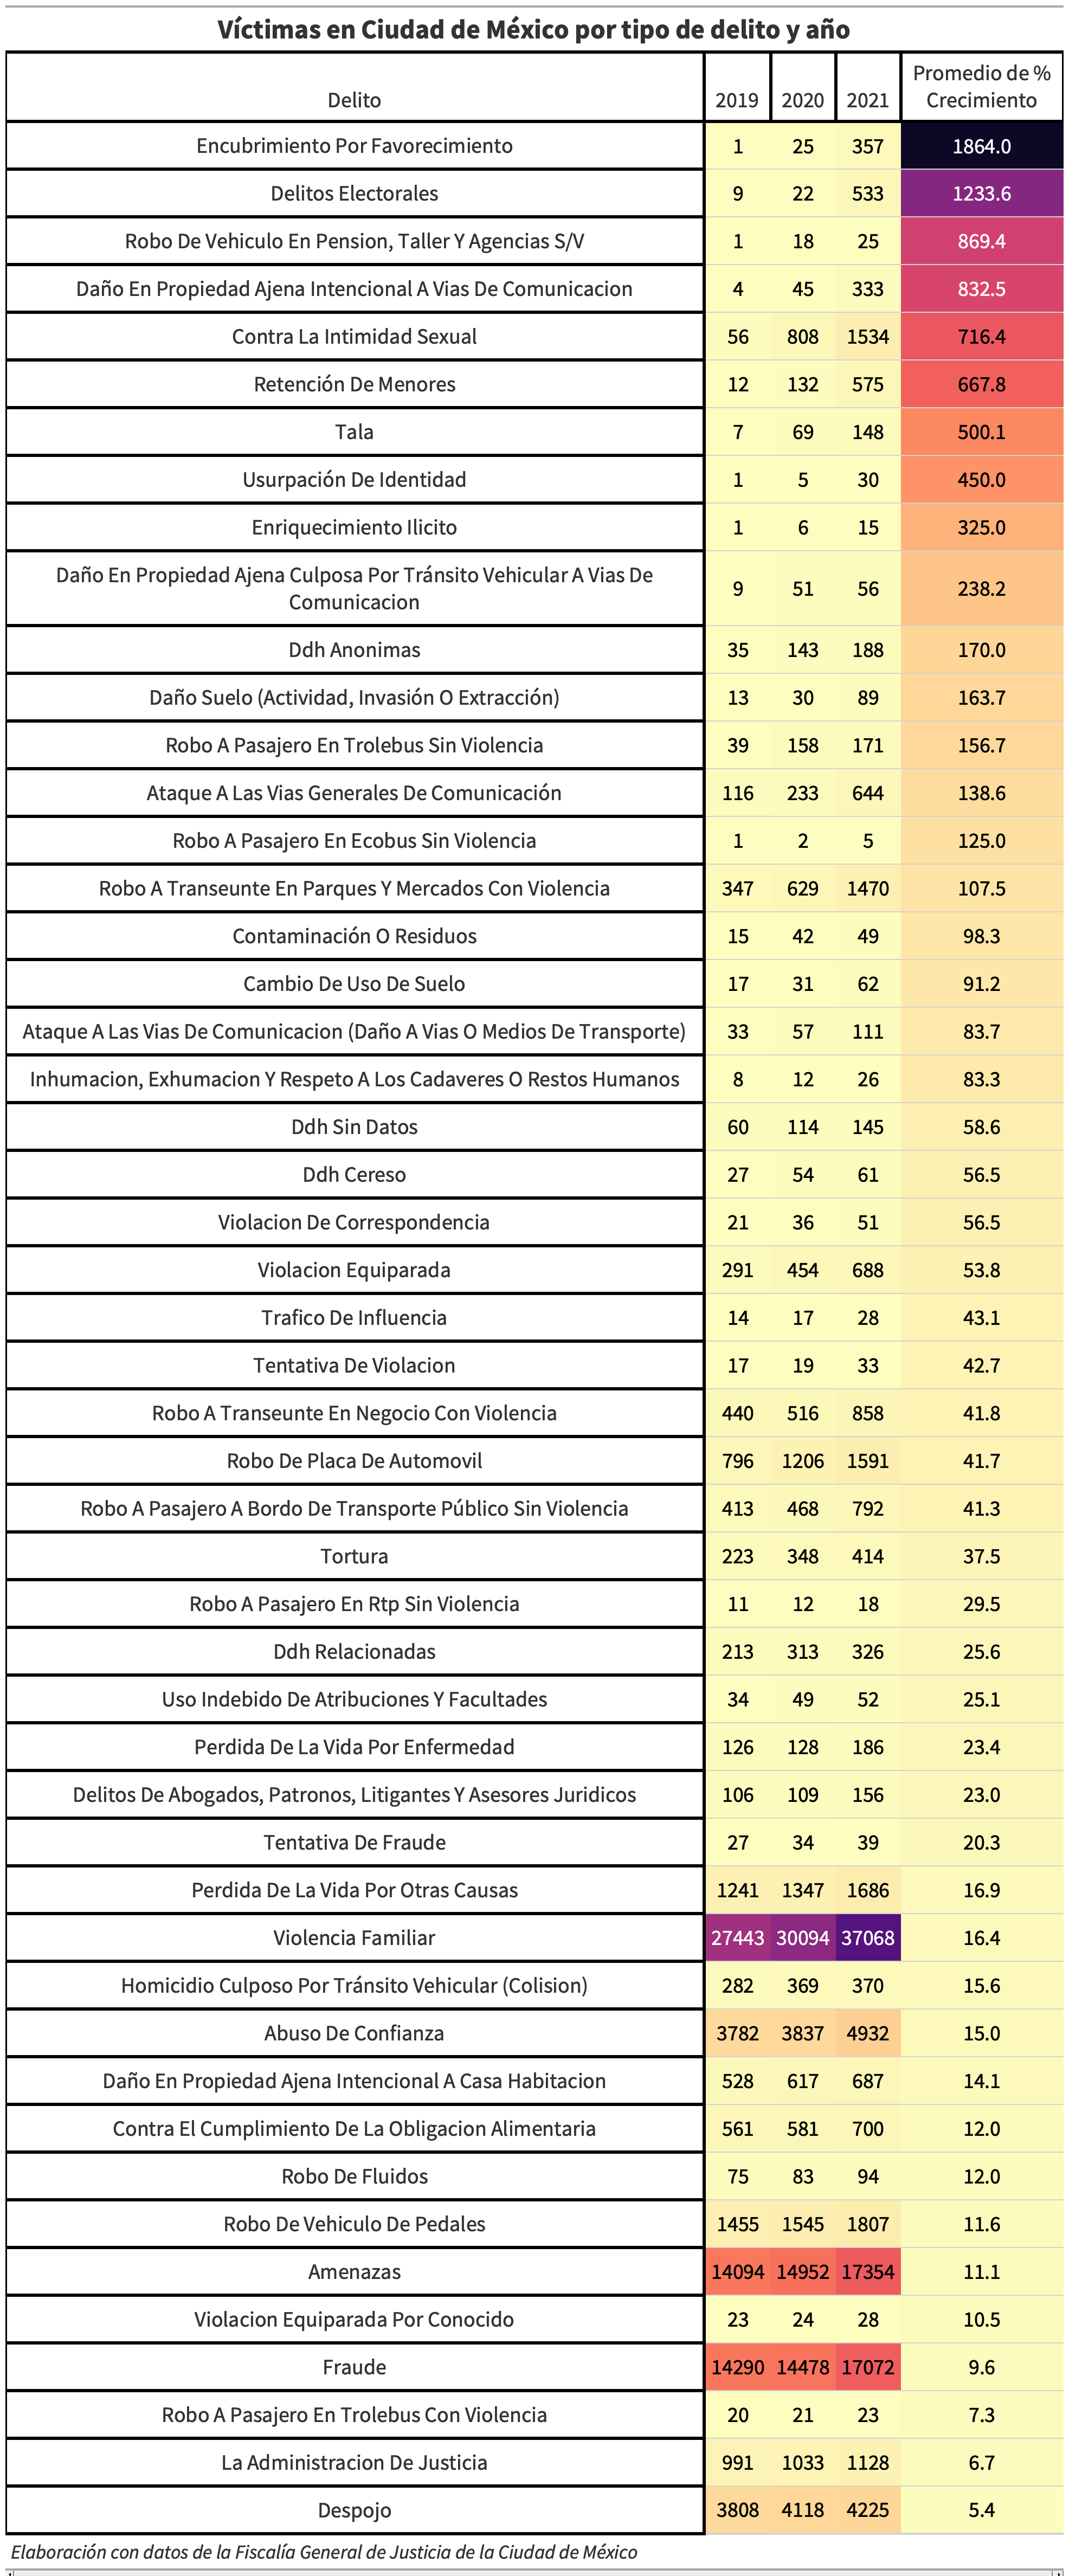 Víctimas en Ciudad de México por tipo de delito y año
Delito 2019 2020 2021 Promedio de %
Crecimiento
Encubrimiento Por Favorecimiento 1 25 357 1864.0
Delitos Electorales 9 22 533 1233.6
Robo De Vehiculo En Pension, Taller Y Agencias S/V 1 18 25 869.4
Daño En Propiedad Ajena Intencional A Vias De Comunicacion 4 45 333 832.5
Contra La Intimidad Sexual 56 808 1534 716.4
Retención De Menores 12 132 575 667.8
Tala 7 69 148 500.1
Usurpación De Identidad 1 5 30 450.0
Enriquecimiento Ilicito 1 6 15 325.0
Daño En Propiedad Ajena Culposa Por Tránsito Vehicular A Vias De
Comunicacion 9 51 56 238.2
Ddh Anonimas 35 143 188 170.0
Daño Suelo (Actividad, Invasión O Extracción) 13 30 89 163.7
Robo A Pasajero En Trolebus Sin Violencia 39 158 171 156.7
Ataque A Las Vias Generales De Comunicación 116 233 644 138.6
Robo A Pasajero En Ecobus Sin Violencia 1 2 5 125.0
Robo A Transeunte En Parques Y Mercados Con Violencia 347 629 1470 107.5
Contaminación O Residuos 15 42 49 98.3
Cambio De Uso De Suelo 17 31 62 91.2
Ataque A Las Vias De Comunicacion (Daño A Vias O Medios De Transporte) 33 57 111 83.7
Inhumacion, Exhumacion Y Respeto A Los Cadaveres O Restos Humanos 8 12 26 83.3
Ddh Sin Datos 60 114 145 58.6
Ddh Cereso 27 54 61 56.5
Violacion De Correspondencia 21 36 51 56.5
Violacion Equiparada 291 454 688 53.8
Trafico De Influencia 14 17 28 43.1
Tentativa De Violacion 17 19 33 42.7
Robo A Transeunte En Negocio Con Violencia 440 516 858 41.8
Robo De Placa De Automovil 796 1206 1591 41.7
Robo A Pasajero A Bordo De Transporte Público Sin Violencia 413 468 792 41.3
Tortura 223 348 414 37.5
Robo A Pasajero En Rtp Sin Violencia 11 12 18 29.5
Ddh Relacionadas 213 313 326 25.6
Uso Indebido De Atribuciones Y Facultades 34 49 52 25.1
Perdida De La Vida Por Enfermedad 126 128 186 23.4
Delitos De Abogados, Patronos, Litigantes Y Asesores Juridicos 106 109 156 23.0
Tentativa De Fraude 27 34 39 20.3
Perdida De La Vida Por Otras Causas 1241 1347 1686 16.9
Violencia Familiar 27443 30094 37068 16.4
Homicidio Culposo Por Tránsito Vehicular (Colision) 282 369 370 15.6
Abuso De Confianza 3782 3837 4932 15.0
Daño En Propiedad Ajena Intencional A Casa Habitacion 528 617 687 14.1
Contra El Cumplimiento De La Obligacion Alimentaria 561 581 700 12.0
Robo De Fluidos 75 83 94 12.0
Robo De Vehiculo De Pedales 1455 1545 1807 11.6
Amenazas 14094 14952 17354 11.1
Violacion Equiparada Por Conocido 23 24 28 10.5
Fraude 14290 14478 17072 9.6
Robo A Pasajero En Trolebus Con Violencia 20 21 23 7.3
La Administracion De Justicia 991 1033 1128 6.7
Despojo 3808 4118 4225 5.4
Elaboración con datos de la Fiscalía General de Justicia de la Ciudad de México